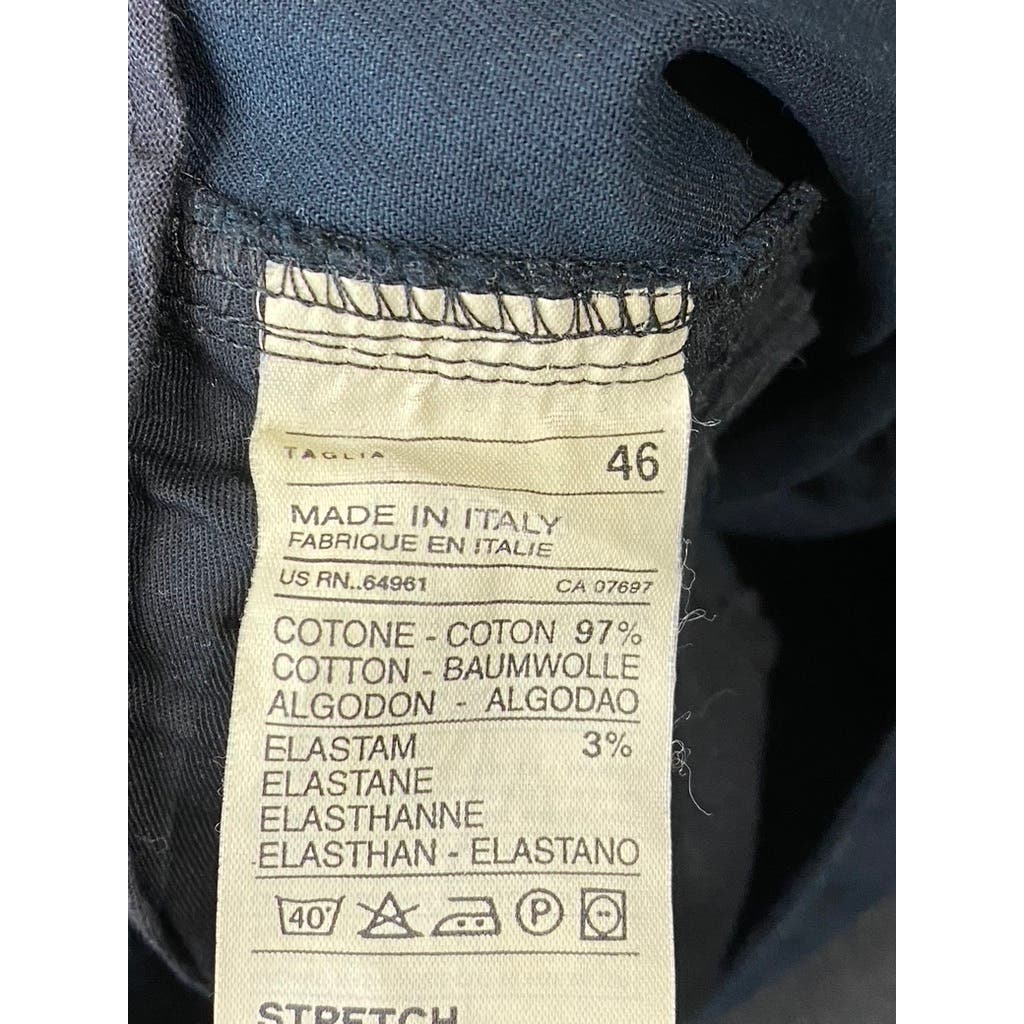 TAGLIA 46
MADE IN ITALY
FABRIQUE EN ITALIE
US RN..64961 CA 07697
COTONE - COTON 97%
COTTON - BAUMWOLLE
ALGODON - ALGODAO
ELASTAM 3%
ELASTANE
ELASTHANNE
ELASTHAN - ELASTANO
40° P
STRETCH